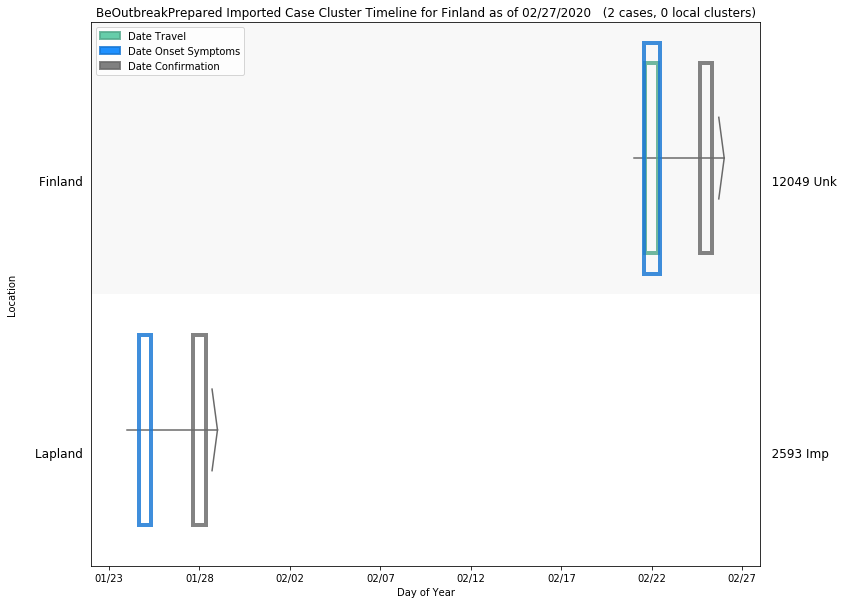 BeOutbreakPrepared Imported Case Cluster Timeline for Finland as of 02/27/2020 (2 cases, 0 local clusters)
Date Travel
Date Onset Symptoms
Date Confirmation
Finland
12049 Unk
Location
Lapland
2593 Imp
01/23 01/28 02/02 02/07 02/12 02/17 02/22 02/27
Day of Year